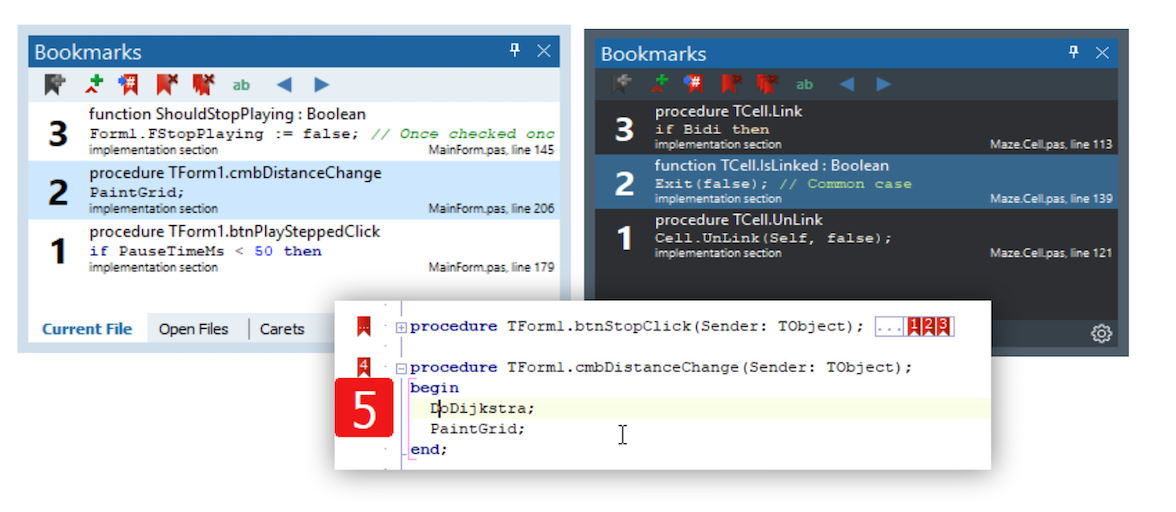 Bookmarks
ab
3
function ShouldStopPlaying : Boolean
Form1.FStopPlaying := false; // Once checked onc
implementation section MainForm.pas, line 145
2
procedure TForm1.cmbDistanceChange
PaintGrid;
implementation section MainForm.pas, line 206
1
procedure TForm1.btnPlaySteppedClick
if PauseTimeMs < 50 then
implementation section MainForm.pas, line 179
Current File Open Files Carets
Bookmarks
ab
3
procedure TCell.Link
if Bidi then
implementation section Maze.Cell.pas, line 113
2
function TCell.IsLinked : Boolean
Exit(false); // Common case
implementation section Maze.Cell.pas, line 139
1
procedure TCell.UnLink
Cell.UnLink(Self, false);
implementation section Maze.Cell.pas, line 121
... procedure TForm1.btnStopClick(Sender: TObject); ... 1 2 3
4 procedure TForm1.cmbDistanceChange(Sender: TObject);
begin
5 DoDijkstra;
PaintGrid;
end;